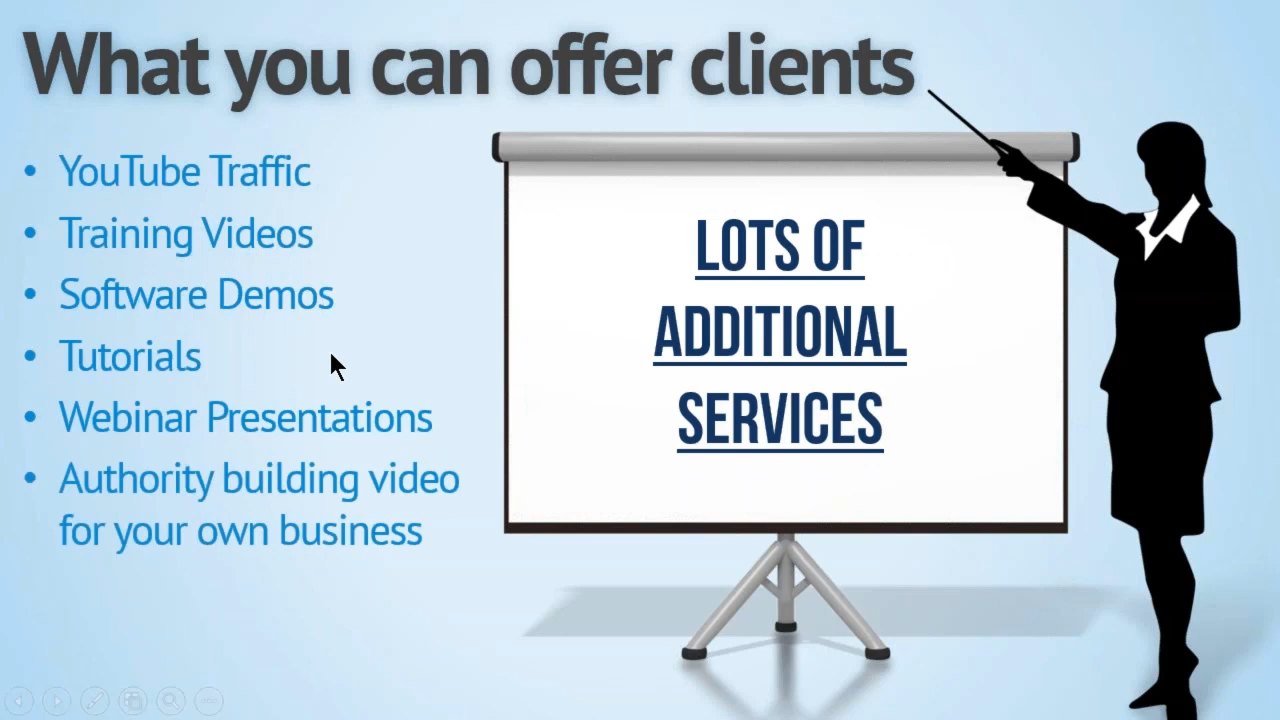 What you can offer clients
• YouTube Traffic
• Training Videos
• Software Demos
• Tutorials
• Webinar Presentations
• Authority building video
for your own business
LOTS OF
ADDITIONAL
SERVICES